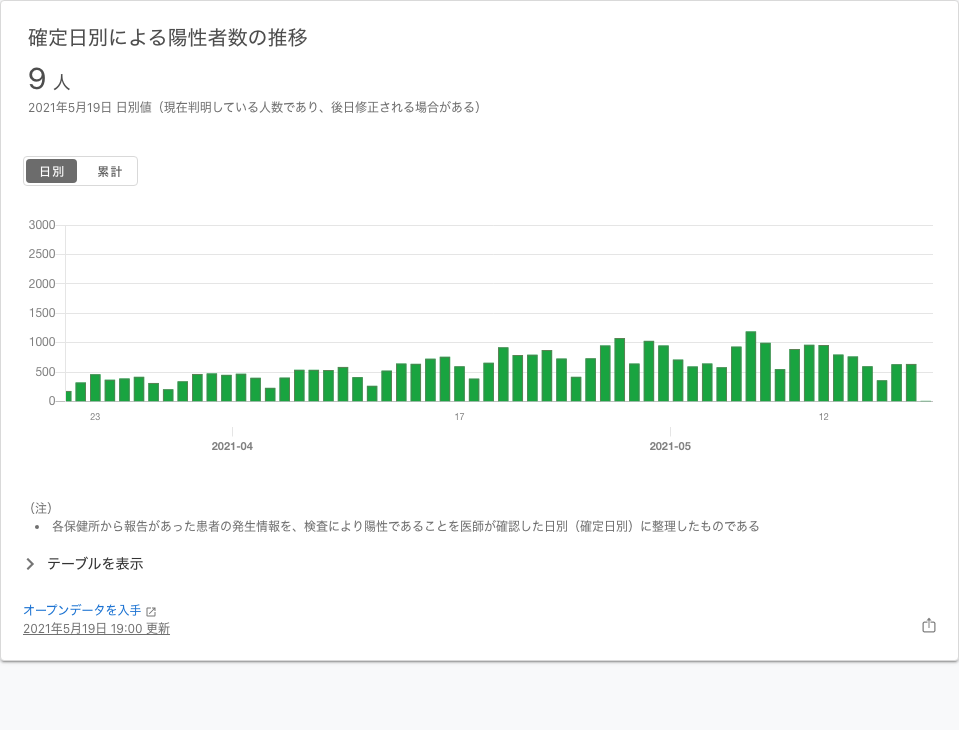 確定日別による陽性者数の推移
9 人
2021年5月19日 日別値（現在判明している人数であり、後日修正される場合がある）
日別 累計
3000
2500
2000
1500
1000
500
0
23 17 12
2021-04 2021-05
（注）
• 各保健所から報告があった患者の発生情報を、検査により陽性であることを医師が確認した日別（確定日別）に整理したものである
テーブルを表示
オープンデータを入手
2021年5月19日 19:00 更新